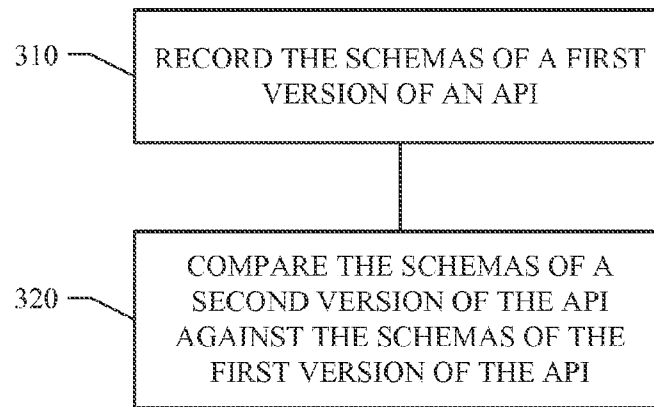 310
RECORD THE SCHEMAS OF A FIRST
VERSION OF AN API
320
COMPARE THE SCHEMAS OF A
SECOND VERSION OF THE API
AGAINST THE SCHEMAS OF THE
FIRST VERSION OF THE API